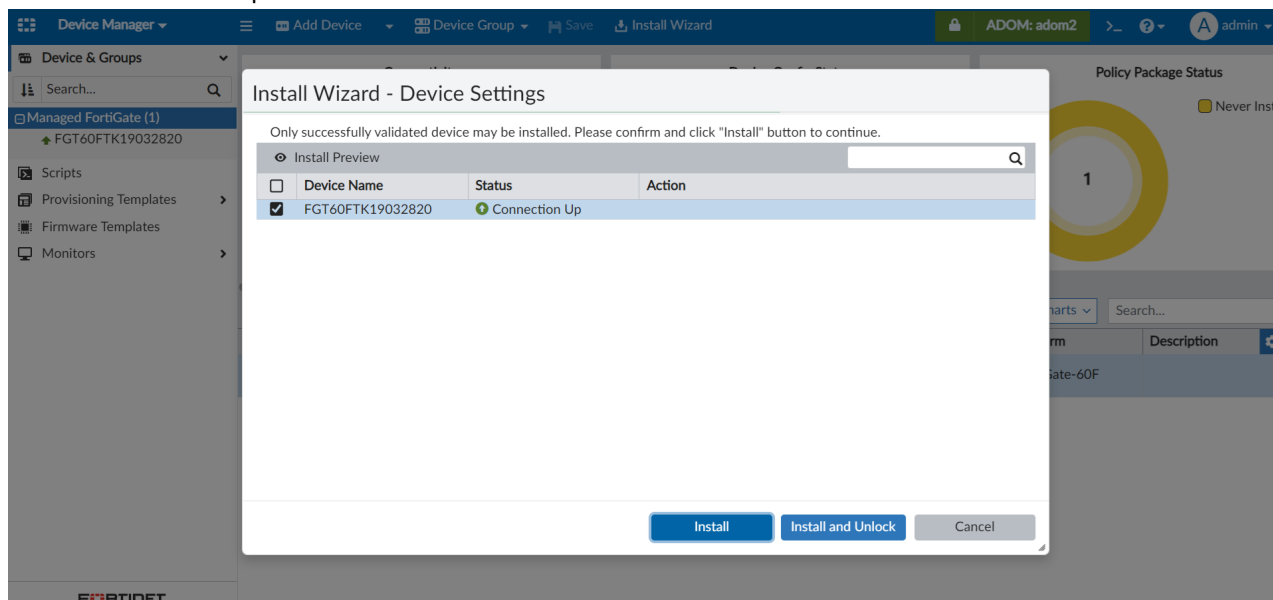 Device Manager
Add Device
Device Group
Save
Install Wizard
ADOM: adom2
>_
A admin
Device & Groups
Search...
Managed FortiGate (1)
FGT60FTK19032820
Scripts
Provisioning Templates
Firmware Templates
Monitors
Policy Package Status
Never Inst
1
Install Wizard - Device Settings
Only successfully validated device may be installed. Please confirm and click "Install" button to continue.
Install Preview
Device Name Status Action
FGT60FTK19032820 Connection Up
Install
Install and Unlock
Cancel
harts
Search...
rm
Description
Gate-60F